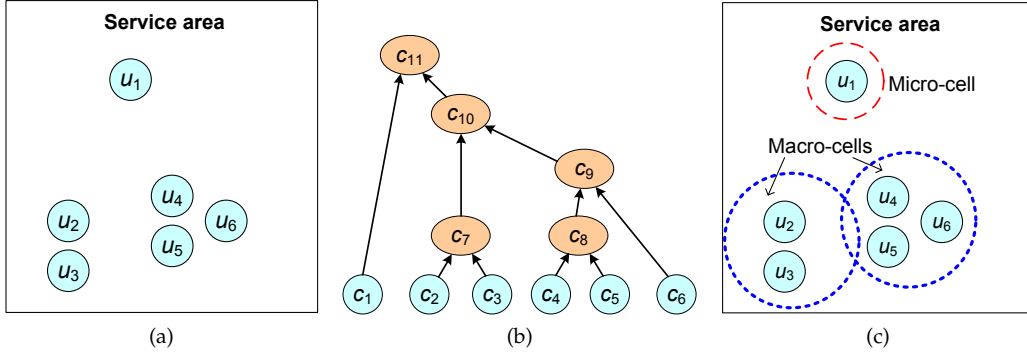 Service area
u1
u2
u3
u4
u5
u6
(a)
c11
c10
c9
c7
c8
c1
c2
c3
c4
c5
c6
(b)
Service area
u1
Micro-cell
Macro-cells
u2
u3
u4
u5
u6
(c)